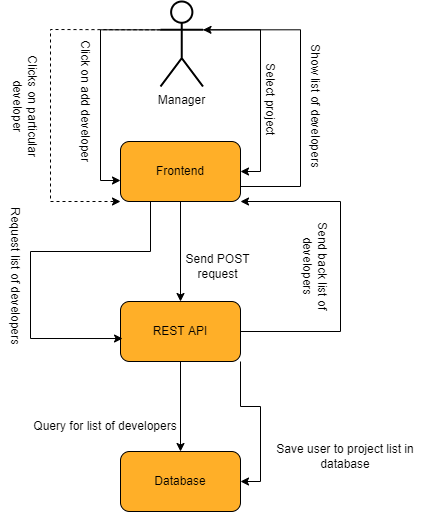 Manager
Clicks on particular
developer
Click on add developer
Select project
Show list of developers
Frontend
Request list of developers
Send POST
request
Send back list of
developers
REST API
Query for list of developers
Save user to project list in
database
Database